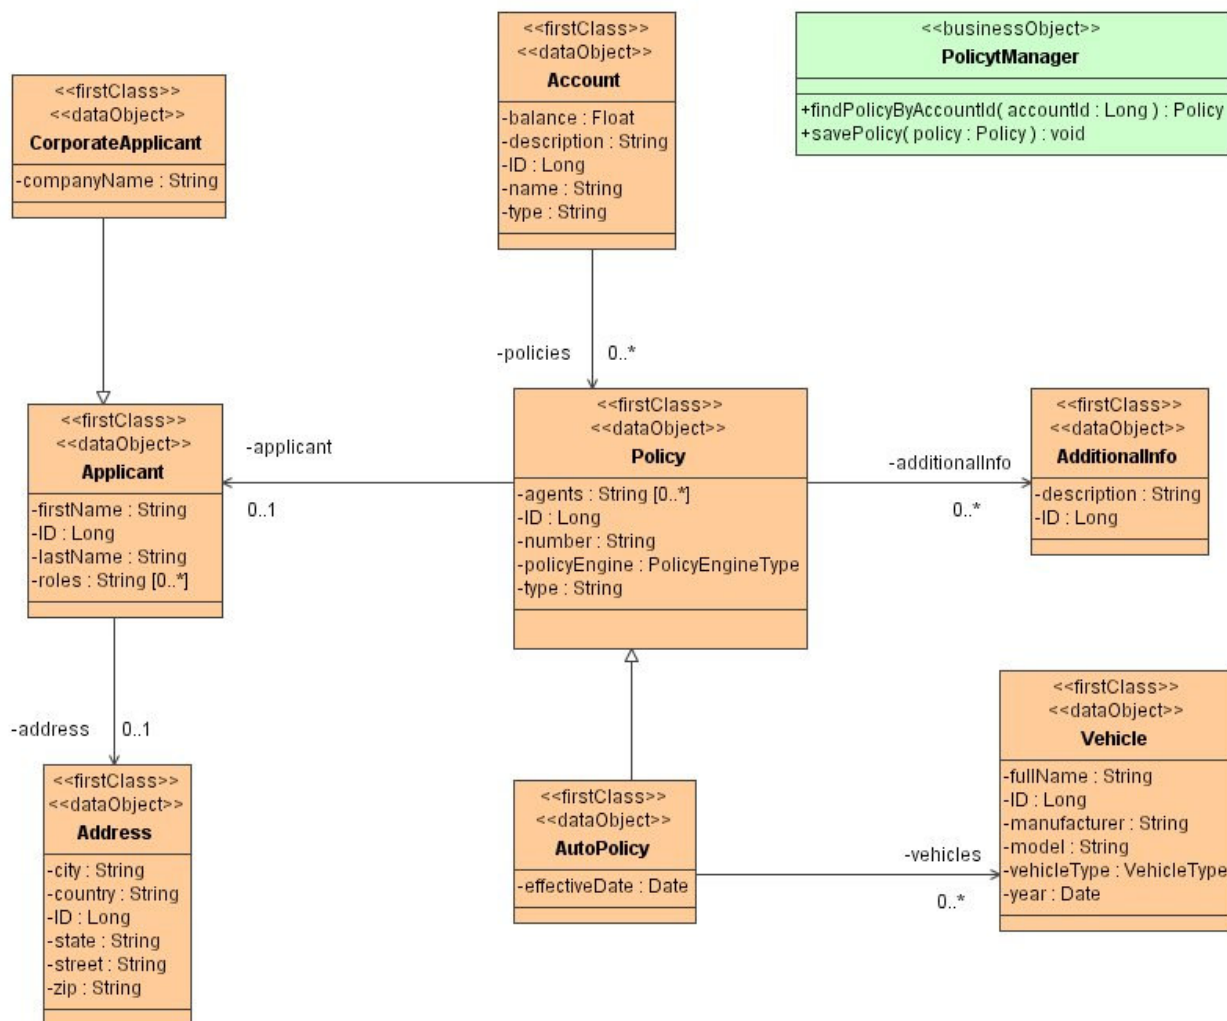 <<firstClass>>
<<dataObject>>
CorporateApplicant
-companyName : String
<<firstClass>>
<<dataObject>>
Account
-balance : Float
-description : String
-ID : Long
-name : String
-type : String
<<businessObject>>
PolicytManager
+findPolicyByAccountId( accountId : Long ) : Policy
+savePolicy( policy : Policy ) : void
-policies 0..*
<<firstClass>>
<<dataObject>>
Applicant
-firstName : String
-ID : Long
-lastName : String
-roles : String [0..*]
-applicant
0..1
<<firstClass>>
<<dataObject>>
Policy
-agents : String [0..*]
-ID : Long
-number : String
-policyEngine : PolicyEngineType
-type : String
-additionalInfo
0..*
<<firstClass>>
<<dataObject>>
AdditionalInfo
-description : String
-ID : Long
-address 0..1
<<firstClass>>
<<dataObject>>
Address
-city : String
-country : String
-ID : Long
-state : String
-street : String
-zip : String
<<firstClass>>
<<dataObject>>
AutoPolicy
-effectiveDate : Date
-vehicles
0..*
<<firstClass>>
<<dataObject>>
Vehicle
-fullName : String
-ID : Long
-manufacturer : String
-model : String
-vehicleType : VehicleType
-year : Date